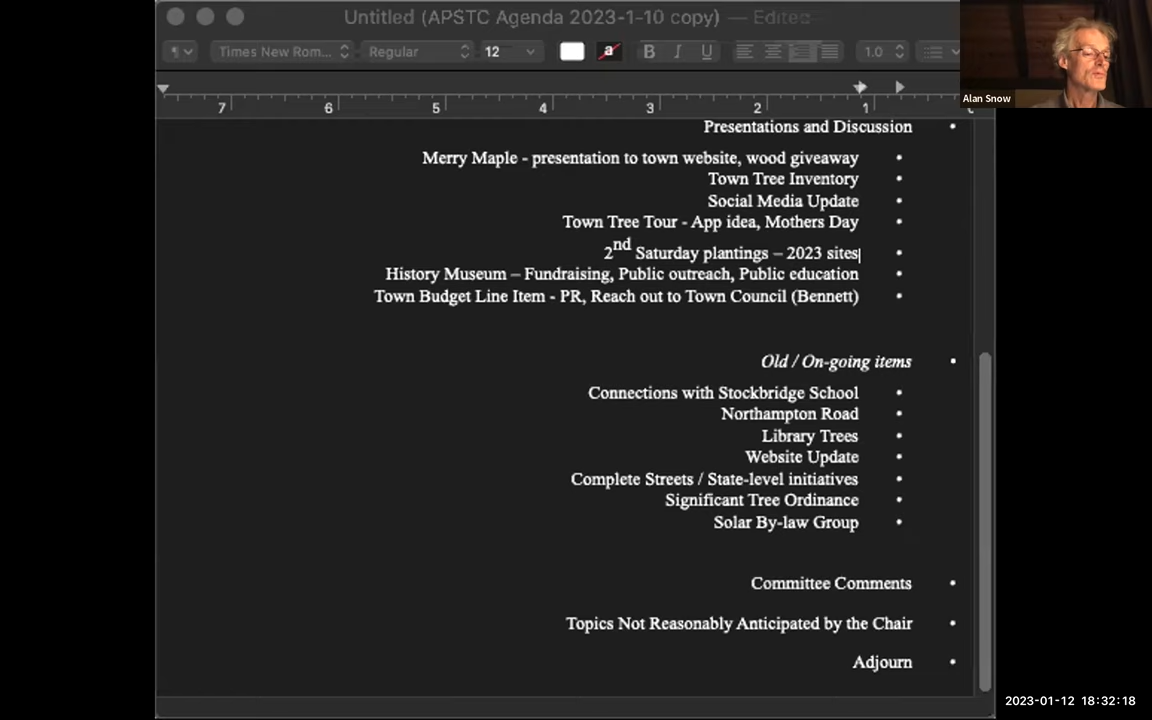 Untitled (APSTC Agenda 2023-1-10 copy) — Edited
Times New Rom... Regular 12 a B I U 1.0
7 6 5 4 3 2 1
Alan Snow
Presentations and Discussion •
Merry Maple - presentation to town website, wood giveaway •
Town Tree Inventory •
Social Media Update •
Town Tree Tour - App idea, Mothers Day •
2nd Saturday plantings – 2023 sites •
History Museum – Fundraising, Public outreach, Public education •
Town Budget Line Item - PR, Reach out to Town Council (Bennett) •
Old / On-going items •
Connections with Stockbridge School •
Northampton Road •
Library Trees •
Website Update •
Complete Streets / State-level initiatives •
Significant Tree Ordinance •
Solar By-law Group •
Committee Comments •
Topics Not Reasonably Anticipated by the Chair •
Adjourn •
2023-01-12 18:32:18